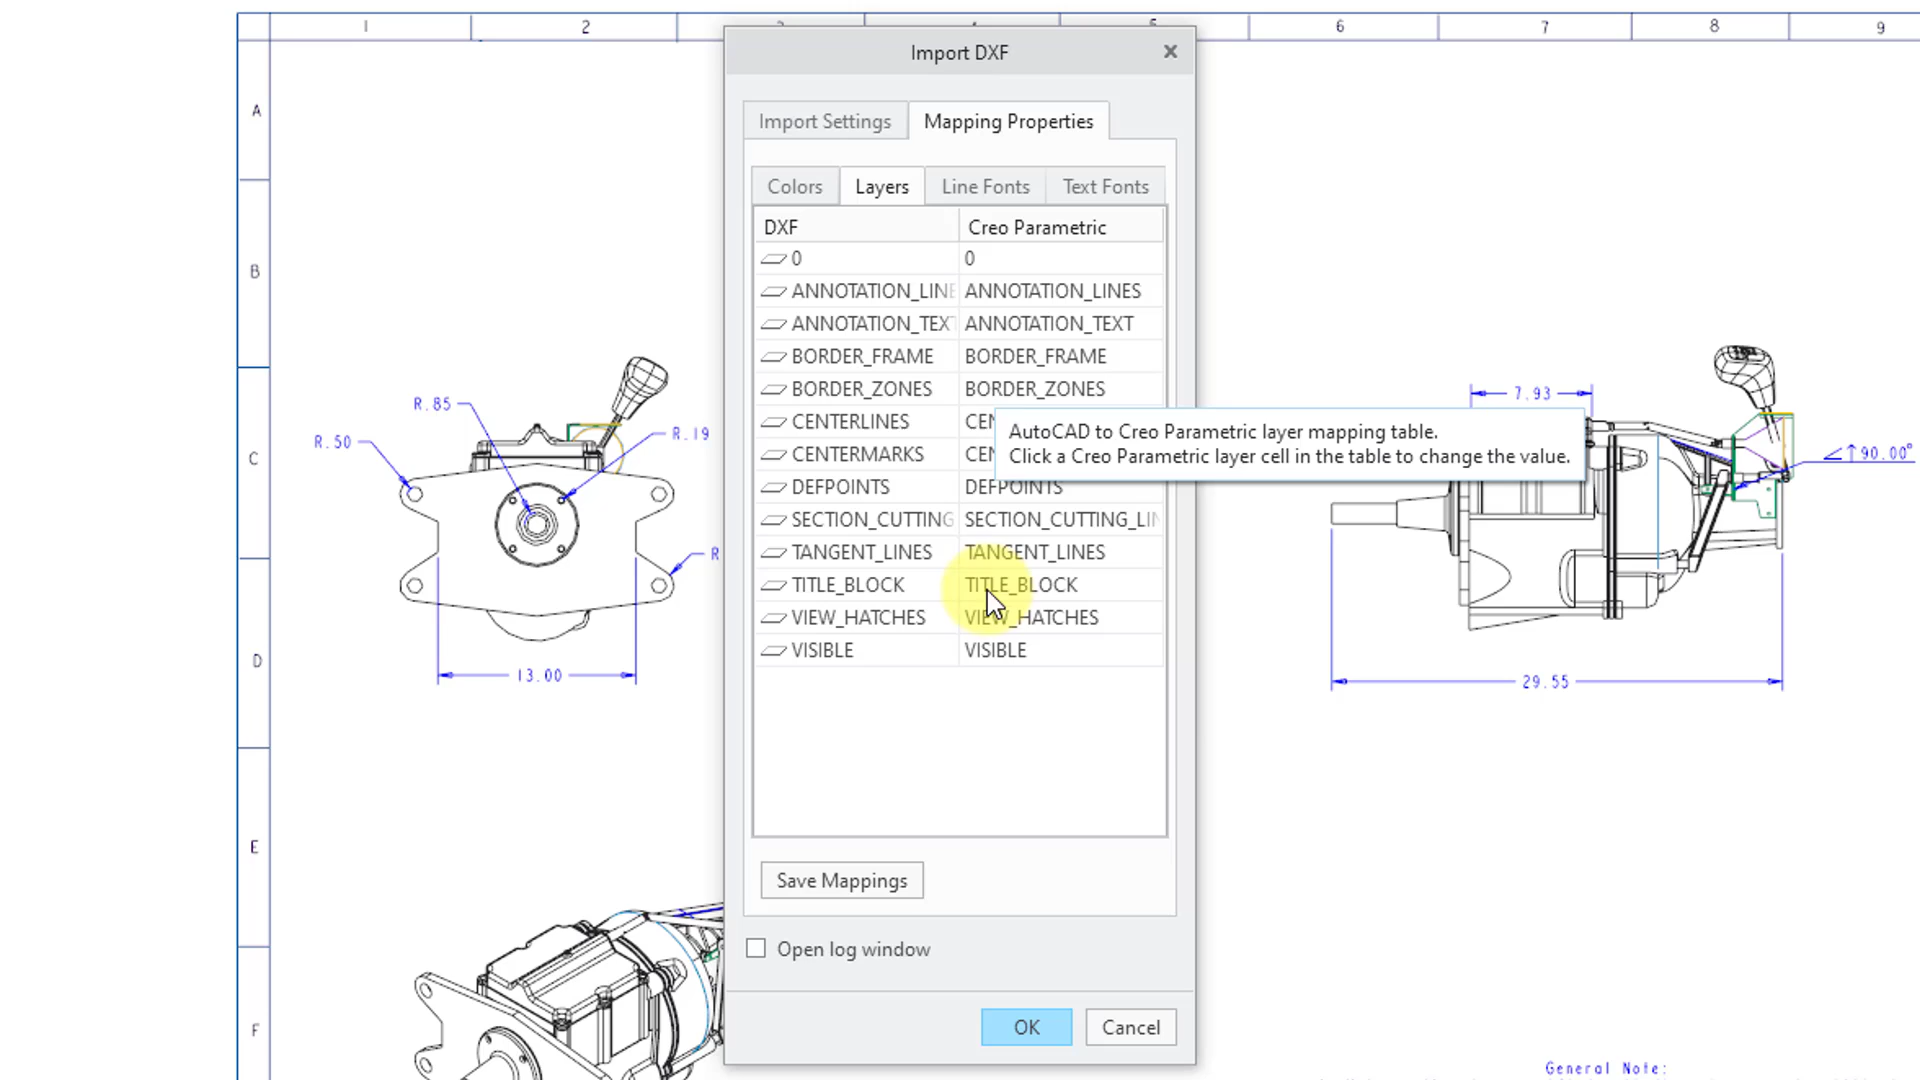 1 2 6 7 8 9
Import DXF
A
Import Settings Mapping Properties
Colors Layers Line Fonts Text Fonts
DXF Creo Parametric
0 0
B
ANNOTATION_LINE ANNOTATION_LINES
ANNOTATION_TEXT ANNOTATION_TEXT
BORDER_FRAME BORDER_FRAME
BORDER_ZONES BORDER_ZONES
7.93
R.85
CENTERLINES CEN
R.50
R.19
AutoCAD to Creo Parametric layer mapping table.
Click a Creo Parametric layer cell in the table to change the value.
C
CENTERMARKS CEN
90.00°
DEFPOINTS DEFPOINTS
SECTION_CUTTING SECTION_CUTTING_LIN
TANGENT_LINES TANGENT_LINES
R
TITLE_BLOCK TITLE_BLOCK
VIEW_HATCHES VIEW_HATCHES
VISIBLE VISIBLE
D
13.00
29.55
E
Save Mappings
Open log window
F
OK Cancel
General Note: